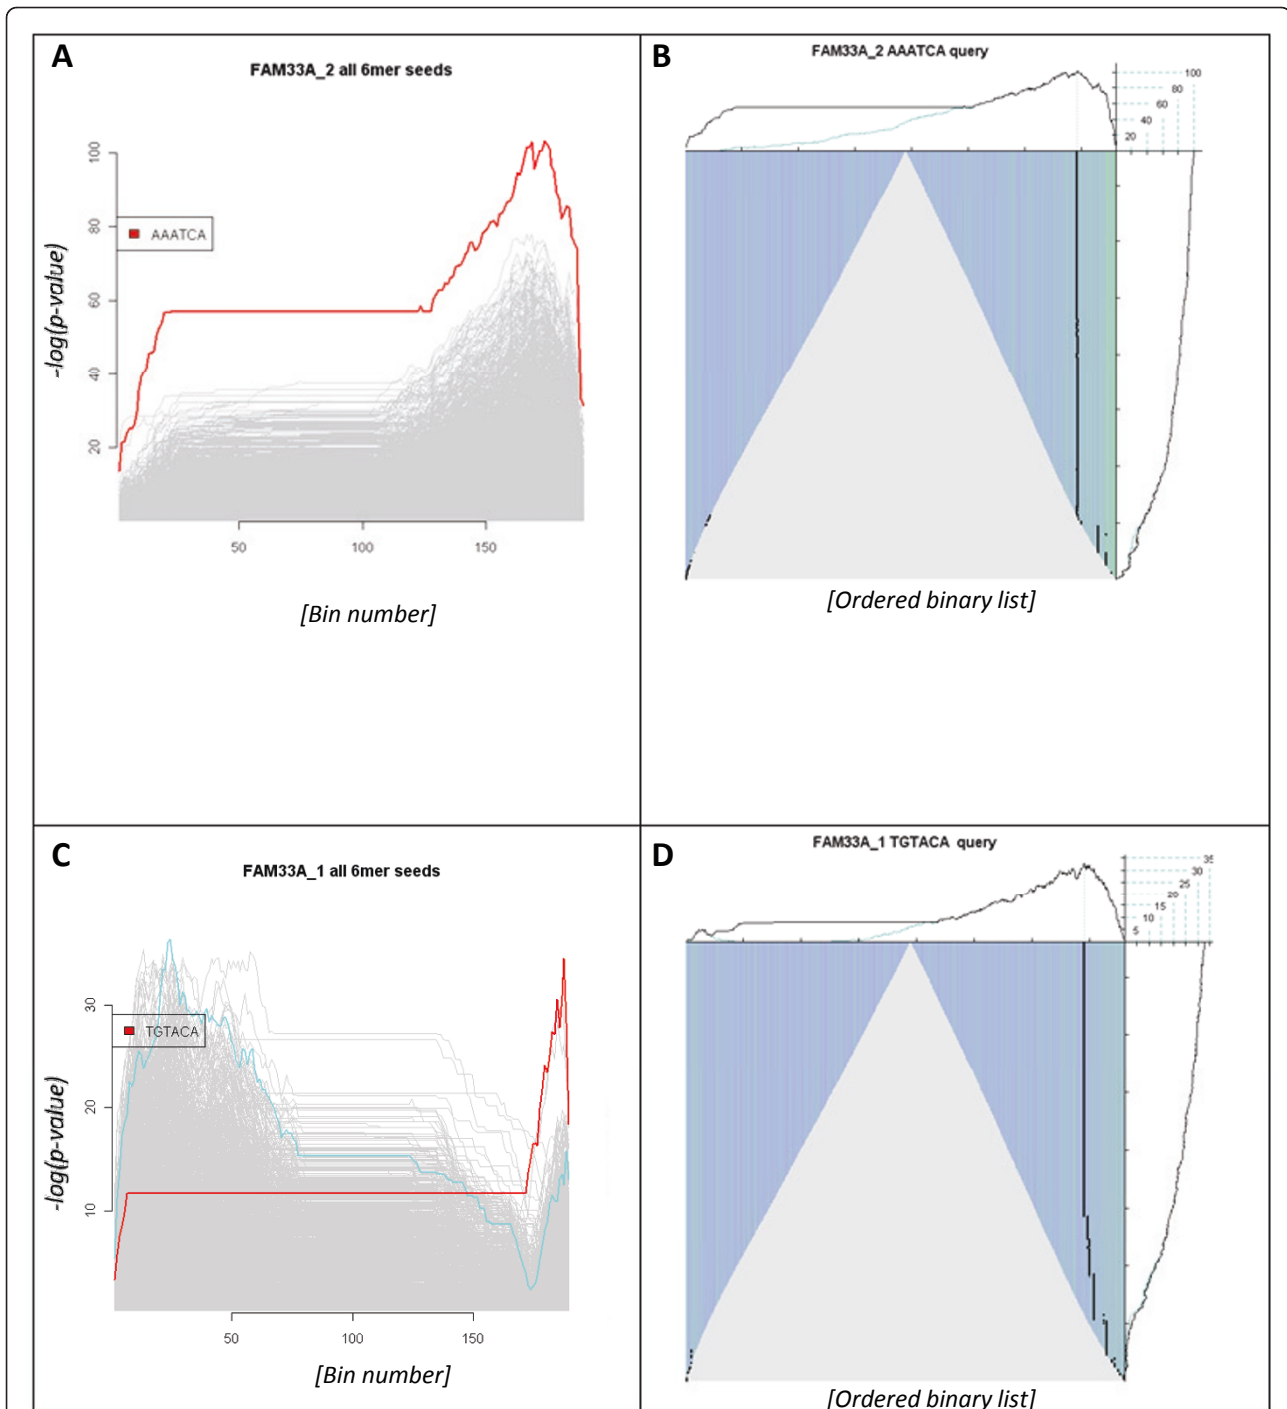 A
FAM33A_2 all 6mer seeds
-log(p-value)
100
80
60
40
20
AAATCA
50
100
150
[Bin number]
B
FAM33A_2 AAATCA query
100
80
60
40
20
[Ordered binary list]
C
FAM33A_1 all 6mer seeds
-log(p-value)
30
20
10
TGTACA
50
100
150
[Bin number]
D
FAM33A_1 TGTACA query
35
30
25
20
15
10
5
[Ordered binary list]